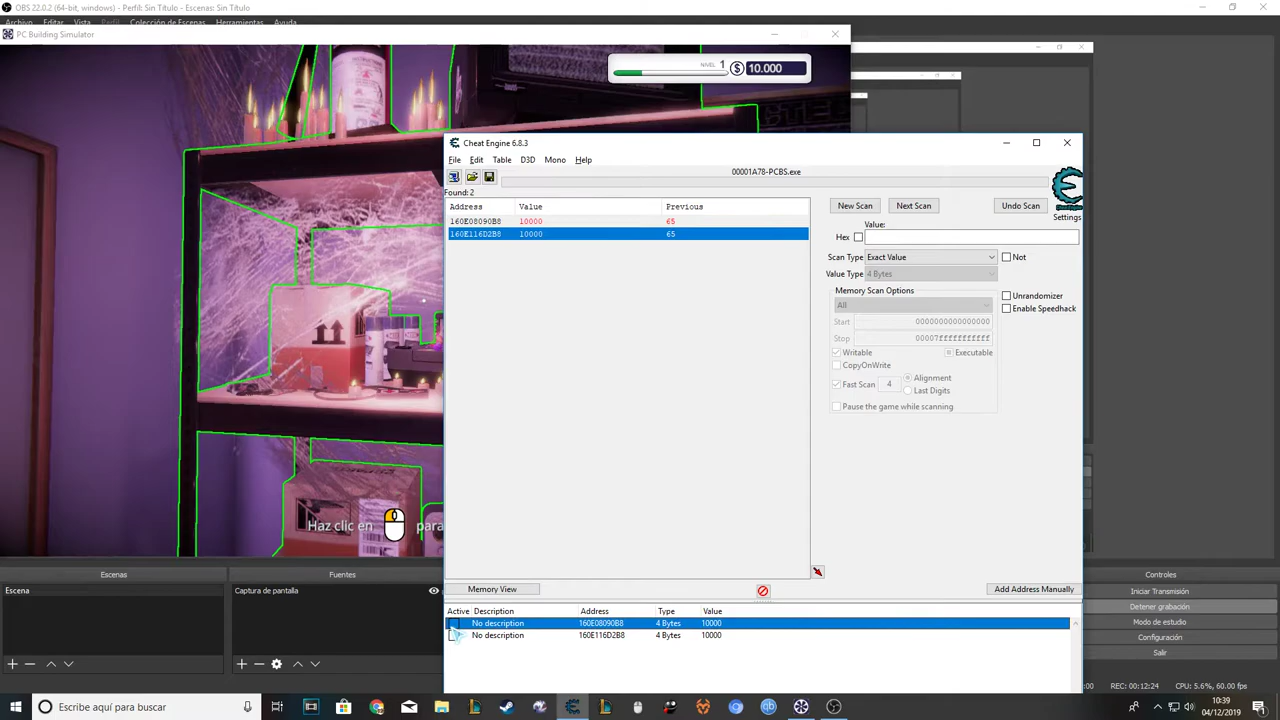 OBS 22.0.2 (64-bit, windows) - Perfil: Sin Título - Escenas: Sin Título
Archivo Editar Vista Perfil Colección de Escenas Herramientas Ayuda
PC Building Simulator
NIVEL 1 $ 10.000
Cheat Engine 6.8.3
File Edit Table D3D Mono Help
00001A78-PCBS.exe
Found: 2
Address Value Previous
160E08090B8 10000 65
160E116D2B8 10000 65
New Scan Next Scan Undo Scan
Settings
Value:
Hex
Scan Type Exact Value Not
Value Type 4 Bytes
Memory Scan Options
All
Unrandomizer
Enable Speedhack
Start 0000000000000000
Stop 00007fffffffffff
Writable Executable
CopyOnWrite
Fast Scan 4 Alignment
Last Digits
Pause the game while scanning
Haz clic en para
Memory View Add Address Manually
Active Description Address Type Value
No description 160E08090B8 4 Bytes 10000
No description 160E116D2B8 4 Bytes 10000
Escenas Fuentes Controles
Escena Captura de pantalla
Iniciar Transmisión
Detener grabación
Modo de estudio
Configuración
Salir
:00 REC: 00:12:24 CPU: 5.6%, 60.00 fps
Escribe aquí para buscar
10:39
04/12/2019